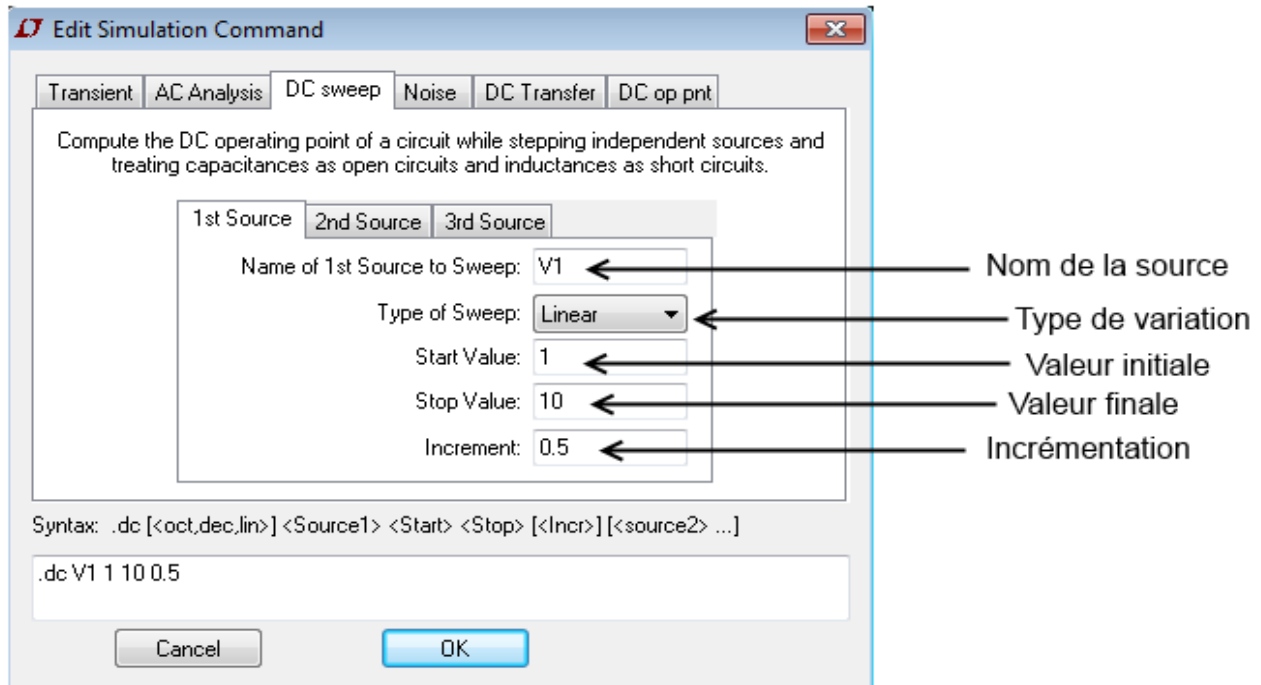 Edit Simulation Command
Transient AC Analysis DC sweep Noise DC Transfer DC op pnt
Compute the DC operating point of a circuit while stepping independent sources and
treating capacitances as open circuits and inductances as short circuits.
1st Source 2nd Source 3rd Source
Name of 1st Source to Sweep: V1 Nom de la source
Type of Sweep: Linear Type de variation
Start Value: 1 Valeur initiale
Stop Value: 10 Valeur finale
Increment: 0.5 Incrémentation
Syntax: .dc [<oct,dec,lin>] <Source1> <Start> <Stop> [<Incr>] [<source2> ...]
.dc V1 1 10 0.5
Cancel OK